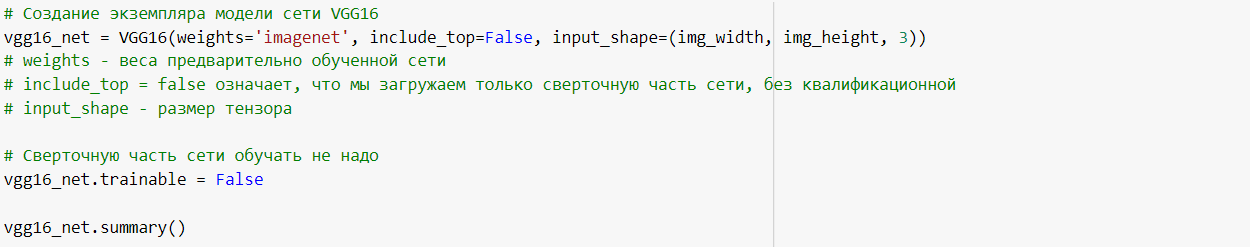 # Создание экземпляра модели сети VGG16
vgg16_net = VGG16(weights='imagenet', include_top=False, input_shape=(img_width, img_height, 3))
# weights - веса предварительно обученной сети
# include_top = false означает, что мы загружаем только сверточную часть сети, без квалификационной
# input_shape - размер тензора
# Сверточную часть сети обучать не надо
vgg16_net.trainable = False
vgg16_net.summary()